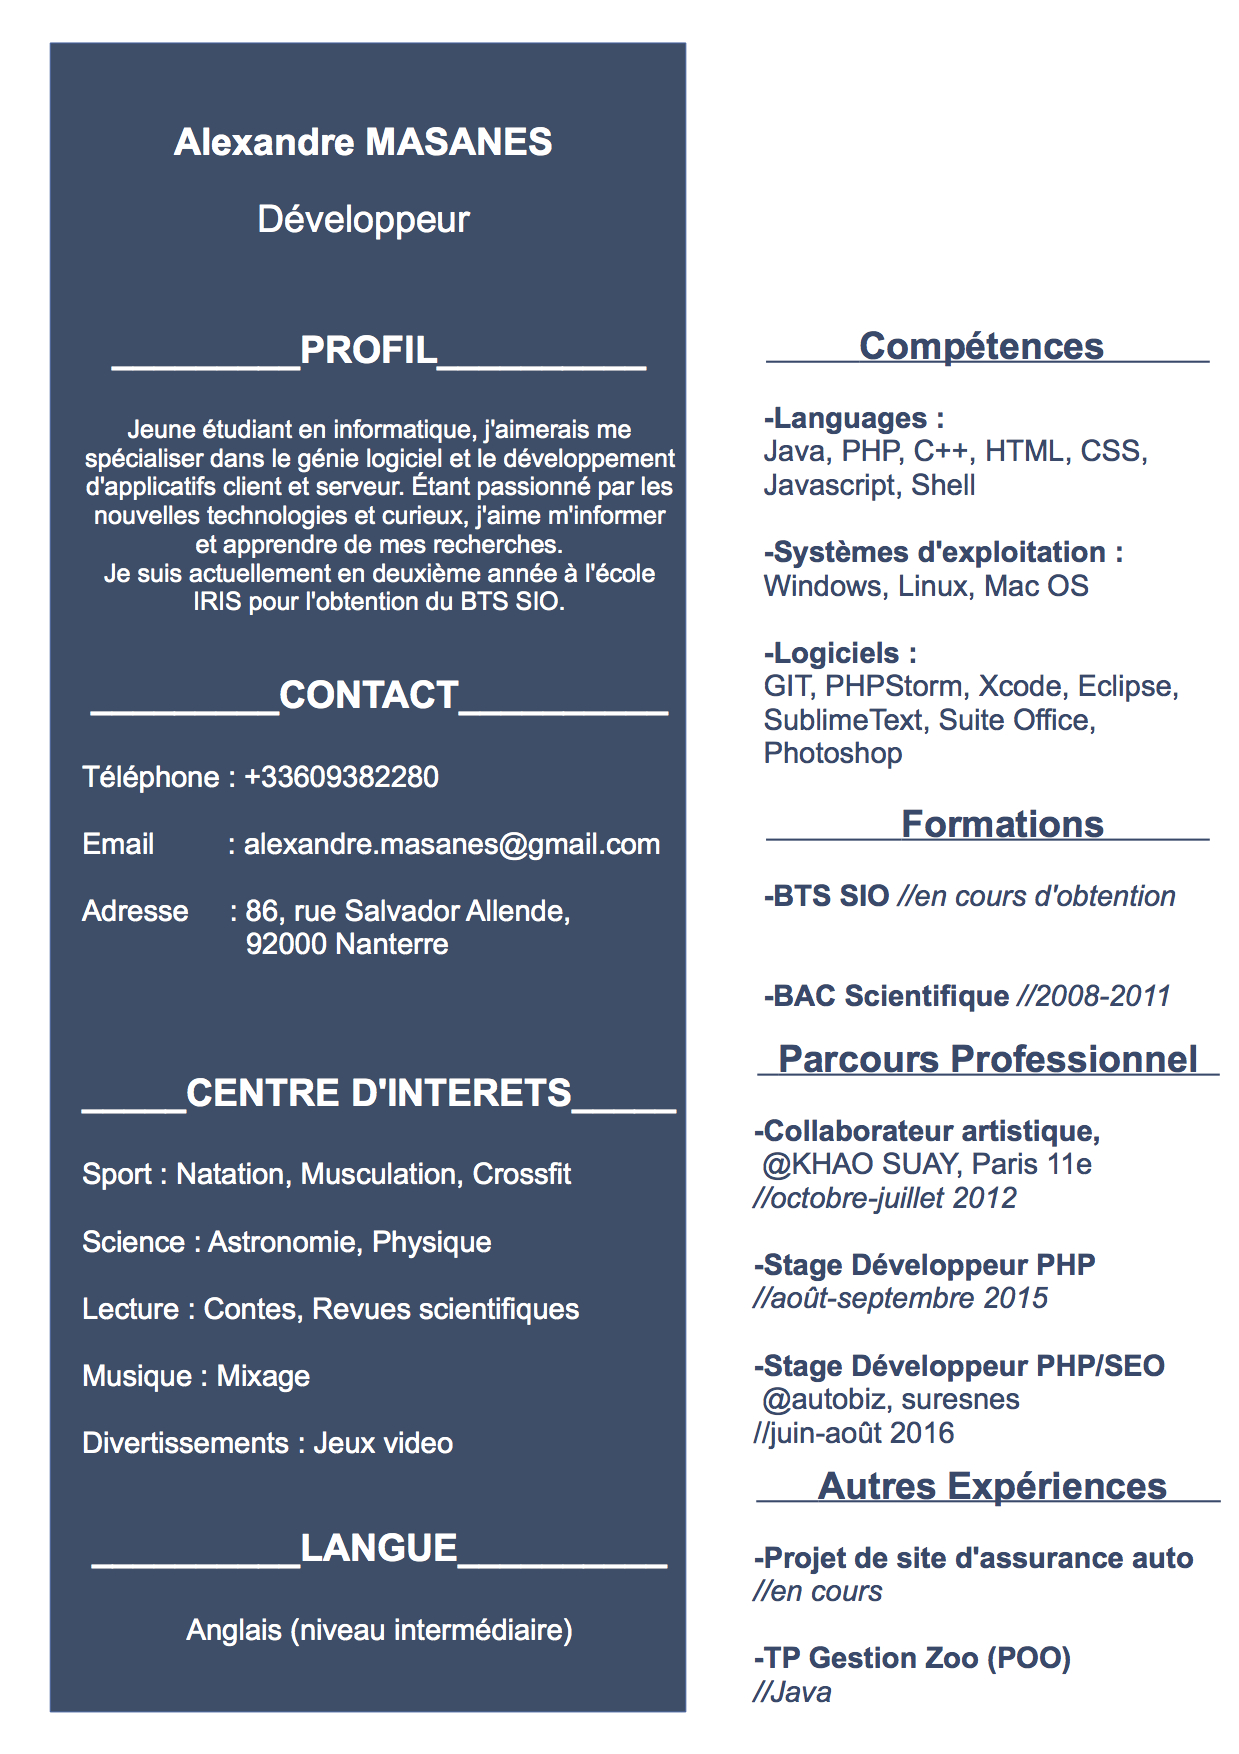 Alexandre MASANES
Développeur
_________PROFIL__________
Jeune étudiant en informatique, j'aimerais me
spécialiser dans le génie logiciel et le développement
d'applicatifs client et serveur. Étant passionné par les
nouvelles technologies et curieux, j'aime m'informer
et apprendre de mes recherches.
Je suis actuellement en deuxième année à l'école
IRIS pour l'obtention du BTS SIO.
_________CONTACT__________
Téléphone : +33609382280
Email : alexandre.masanes@gmail.com
Adresse : 86, rue Salvador Allende,
92000 Nanterre
_____CENTRE D'INTERETS_____
Sport : Natation, Musculation, Crossfit
Science : Astronomie, Physique
Lecture : Contes, Revues scientifiques
Musique : Mixage
Divertissements : Jeux video
__________LANGUE__________
Anglais (niveau intermédiaire)
Compétences
-Languages :
Java, PHP, C++, HTML, CSS,
Javascript, Shell
-Systèmes d'exploitation :
Windows, Linux, Mac OS
-Logiciels :
GIT, PHPStorm, Xcode, Eclipse,
SublimeText, Suite Office,
Photoshop
Formations
-BTS SIO //en cours d'obtention
-BAC Scientifique //2008-2011
Parcours Professionnel
-Collaborateur artistique,
@KHAO SUAY, Paris 11e
//octobre-juillet 2012
-Stage Développeur PHP
//août-septembre 2015
-Stage Développeur PHP/SEO
@autobiz, suresnes
//juin-août 2016
Autres Expériences
-Projet de site d'assurance auto
//en cours
-TP Gestion Zoo (POO)
//Java